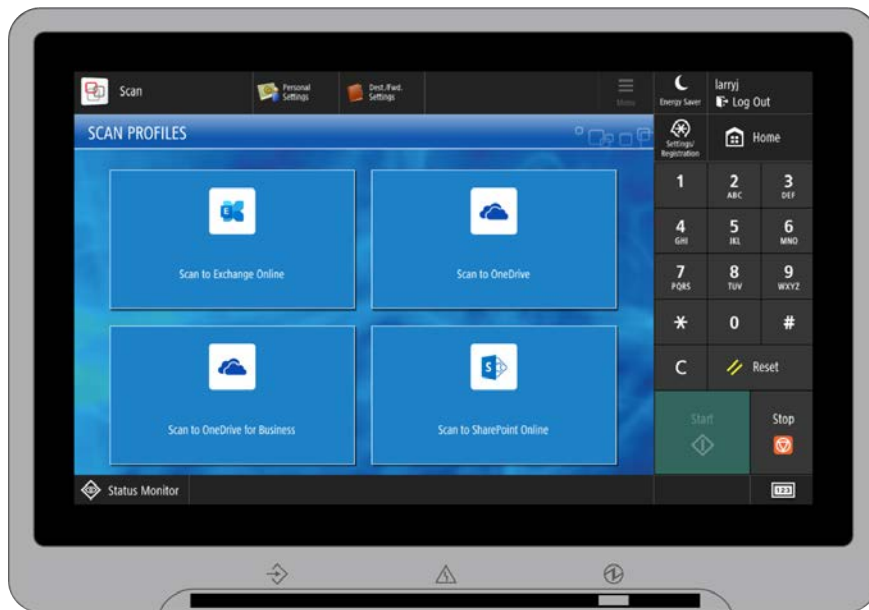 Scan
Personal
Settings
Dest./Fwd.
Settings
Menu
Energy Saver
larryj
Log Out
SCAN PROFILES
Settings/
Registration
Home
1
2
ABC
3
DEF
Scan to Exchange Online
Scan to OneDrive
4
GHI
5
JKL
6
MNO
7
PQRS
8
TUV
9
WXYZ
*
0
#
C
Reset
Scan to OneDrive for Business
Scan to SharePoint Online
Start
Stop
Status Monitor
123